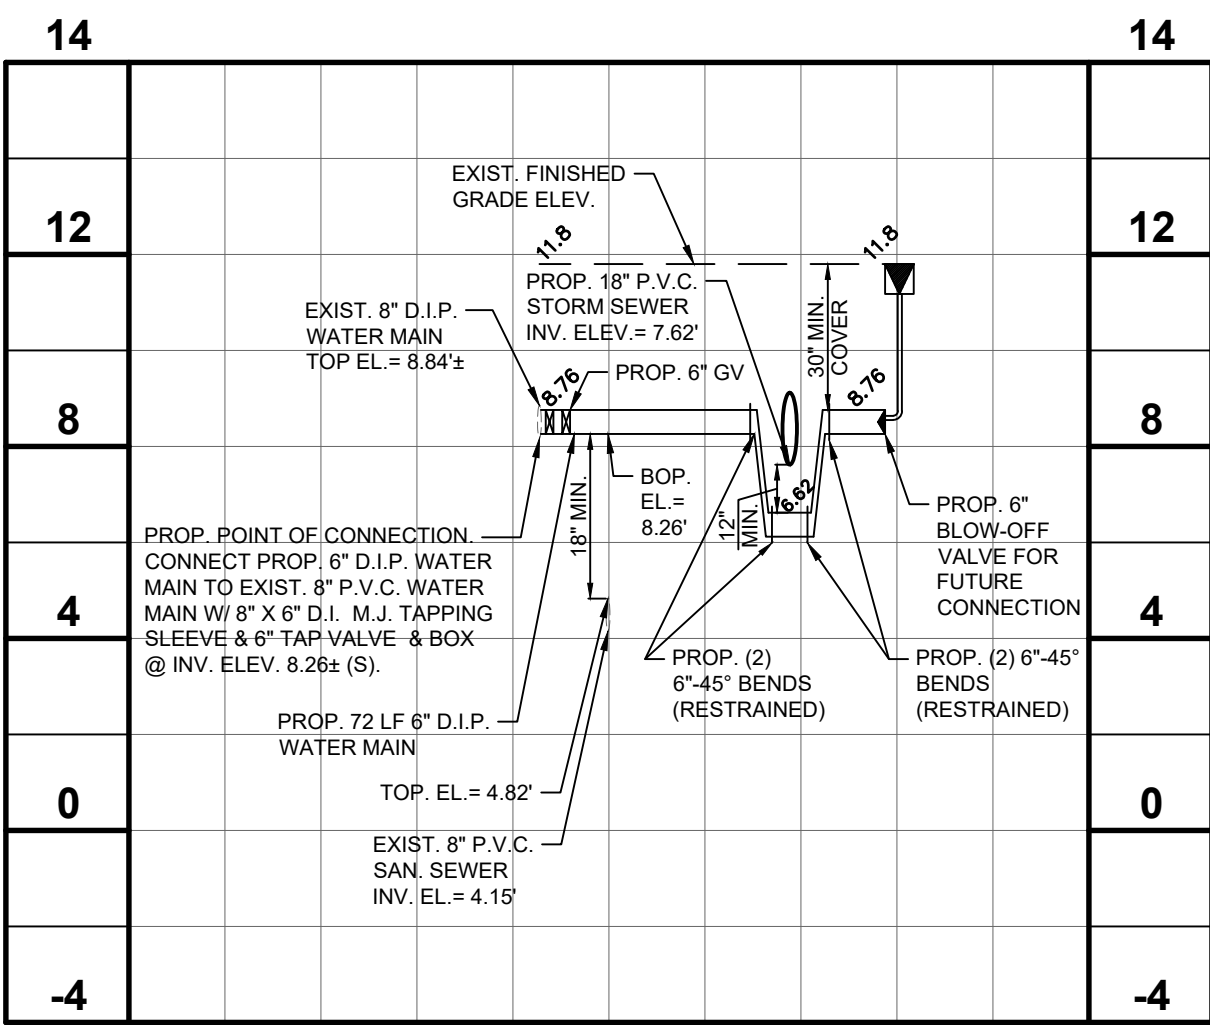 14
14
EXIST. FINISHED
GRADE ELEV.
12
12
11.8
11.8
PROP. 18" P.V.C.
STORM SEWER
INV. ELEV.= 7.62'
EXIST. 8" D.I.P.
WATER MAIN
TOP EL.= 8.84'±
30" MIN.
COVER
8.76
PROP. 6" GV
8.76
8
8
BOP.
EL.=
8.26'
18" MIN.
12"
MIN.
6.62
PROP. 6"
BLOW-OFF
VALVE FOR
FUTURE
CONNECTION
PROP. POINT OF CONNECTION.
CONNECT PROP. 6" D.I.P. WATER
MAIN TO EXIST. 8" P.V.C. WATER
MAIN W/ 8" X 6" D.I. M.J. TAPPING
SLEEVE & 6" TAP VALVE & BOX
@ INV. ELEV. 8.26± (S).
4
4
PROP. (2)
6"-45° BENDS
(RESTRAINED)
PROP. (2) 6"-45°
BENDS
(RESTRAINED)
PROP. 72 LF 6" D.I.P.
WATER MAIN
TOP. EL.= 4.82'
0
0
EXIST. 8" P.V.C.
SAN. SEWER
INV. EL.= 4.15'
-4
-4